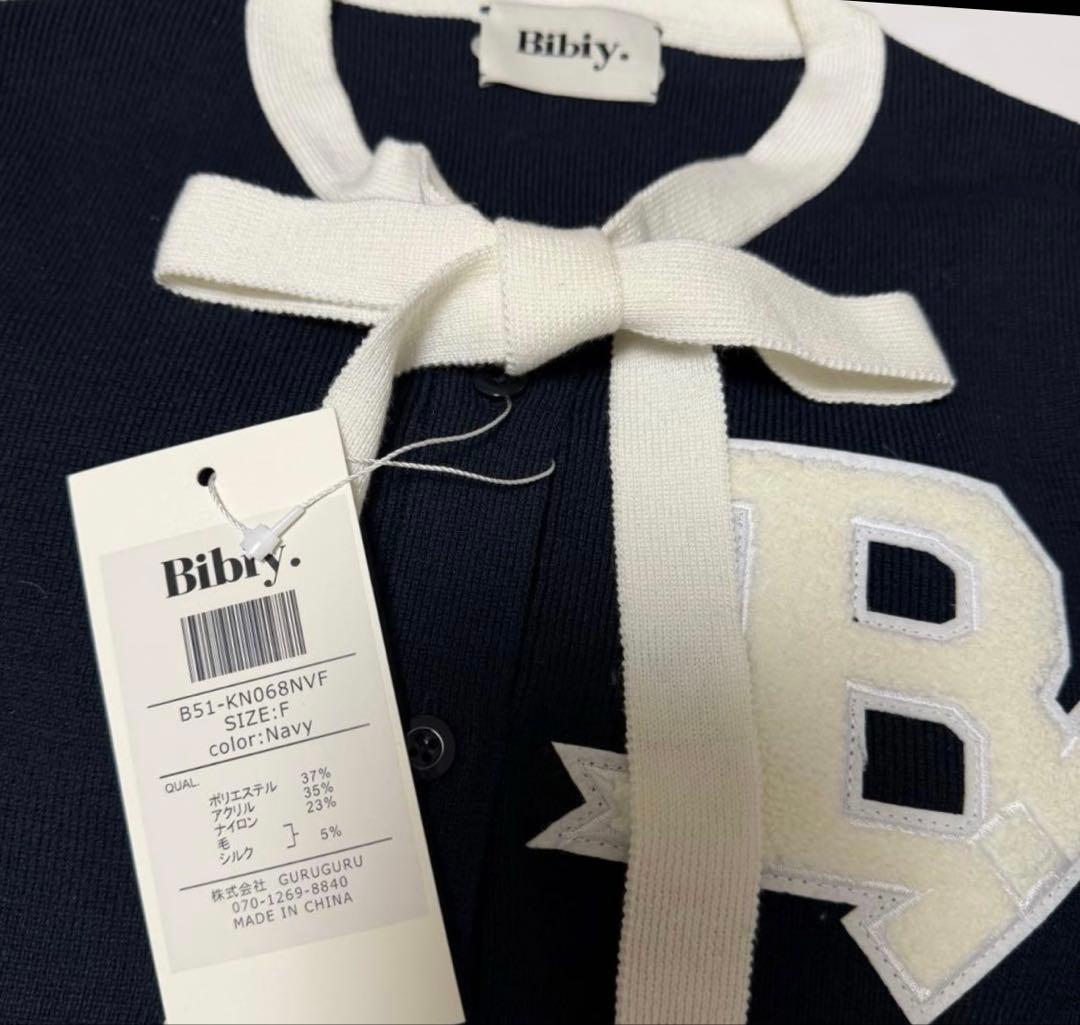 Bibiy.
Bibiy.
B51-KN068NVF
SIZE:F
color:Navy
QUAL.
ポリエステル 37%
アクリル 35%
ナイロン 23%
毛
シルク } 5%
株式会社 GURUGURU
070-1269-8840
MADE IN CHINA
B